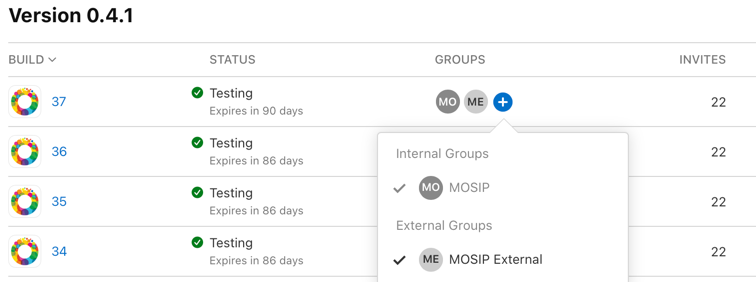 Version 0.4.1
BUILD STATUS GROUPS INVITES
37 Testing MO ME + 22
Expires in 90 days
36 Testing 22
Expires in 86 days
Internal Groups
35 Testing MO MOSIP 22
Expires in 86 days
External Groups
34 Testing 22
Expires in 86 days ME MOSIP External